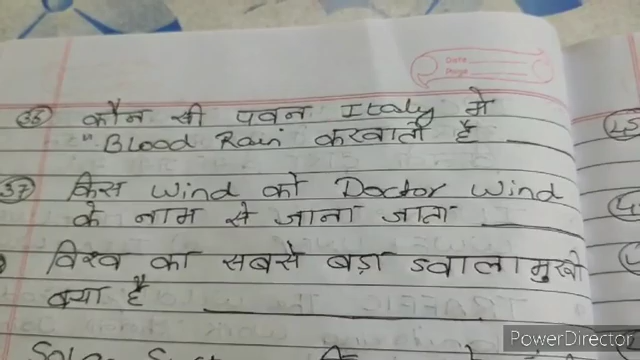 Date
Page
36 कौन सी पवन Italy में
"Blood Rain" करवाती है
37 किस Wind को Doctor Wind
के नाम से जाना जाता
विश्व का सबसे बड़ा ज्वालामुखी
क्या है
PowerDirector